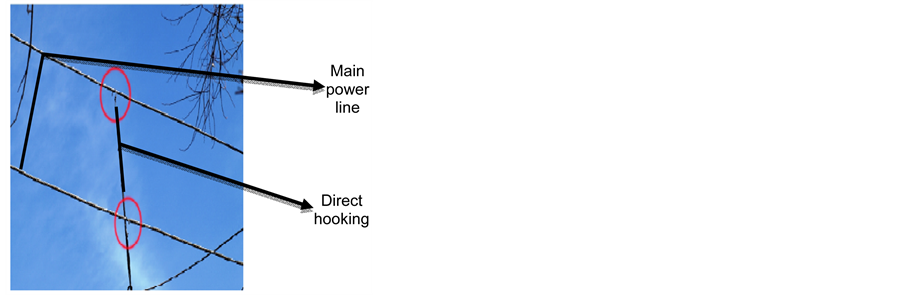 Main
power
line
Direct
hooking